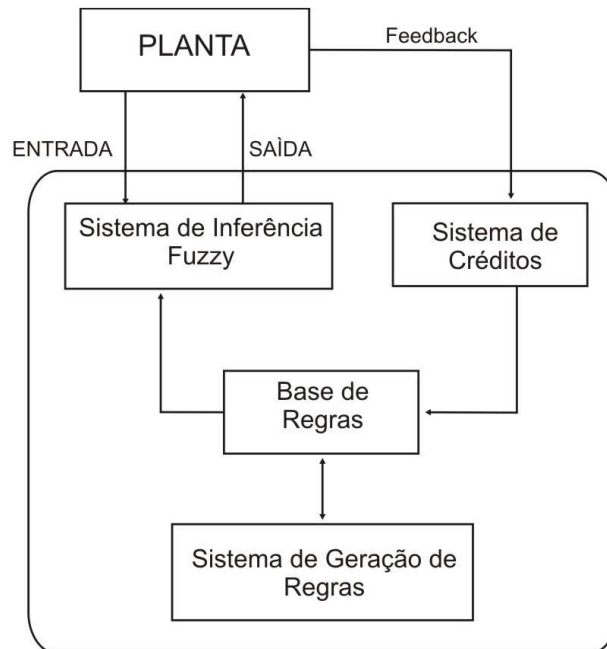 PLANTA
Feedback
ENTRADA
SAÌDA
Sistema de Inferência
Fuzzy
Sistema de
Créditos
Base de
Regras
Sistema de Geração de
Regras